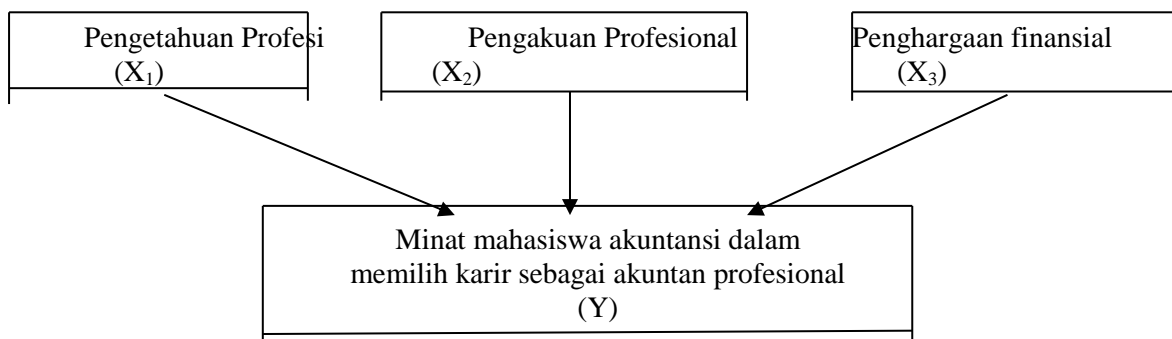 Pengetahuan Profesi
(X₁)
Pengakuan Profesional
(X₂)
Penghargaan finansial
(X₃)
Minat mahasiswa akuntansi dalam
memilih karir sebagai akuntan profesional
(Y)